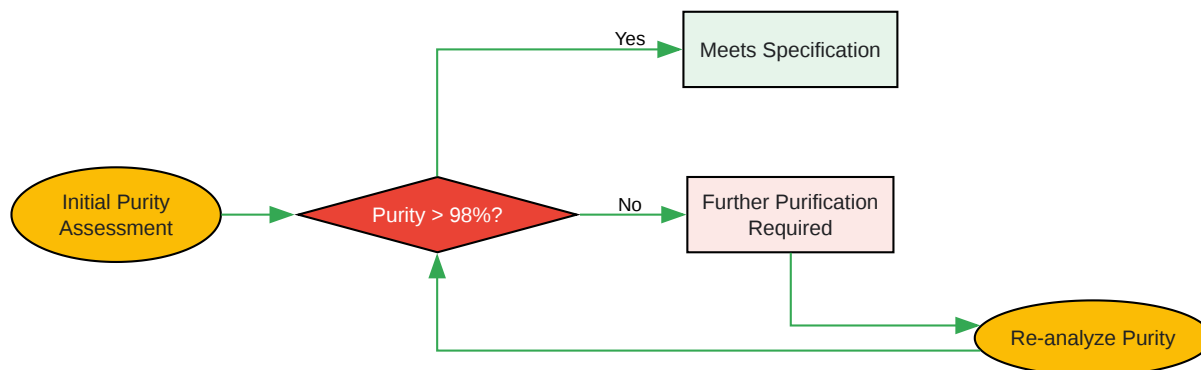 Yes
Meets Specification
Initial Purity
Assessment
Purity > 98%?
No
Further Purification
Required
Re-analyze Purity